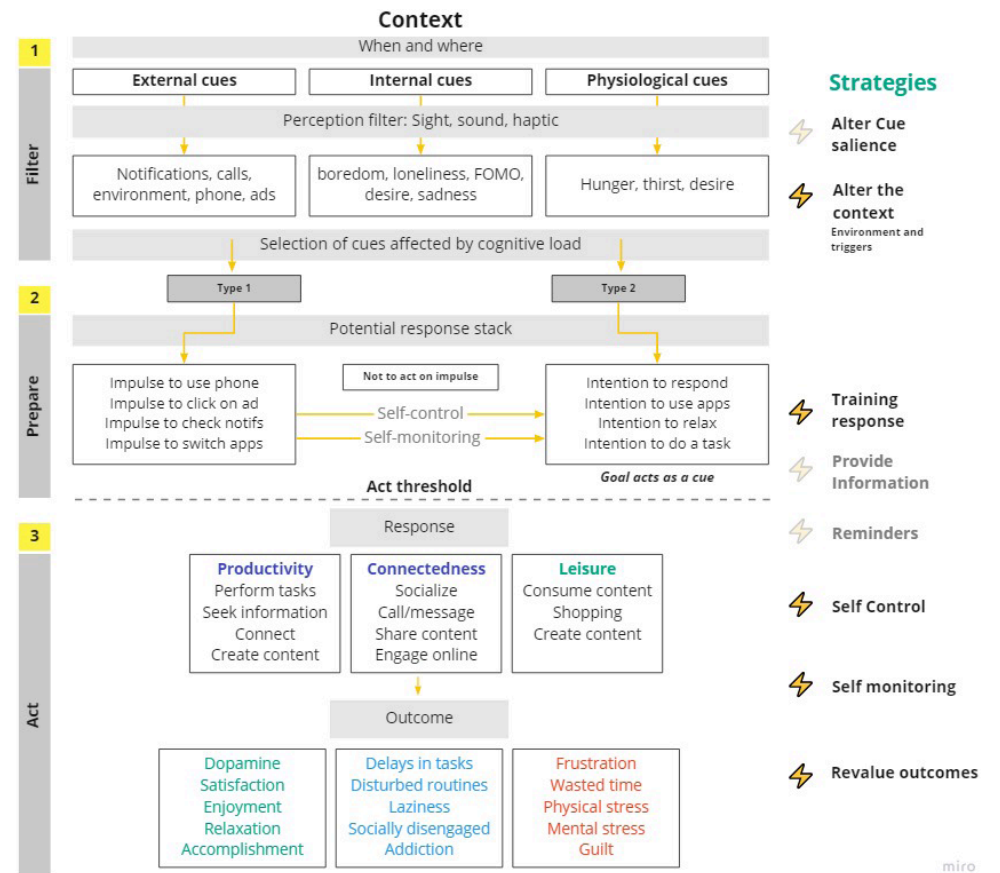 Context
1
When and where
External cues
Internal cues
Physiological cues
Perception filter: Sight, sound, haptic
Filter
Notifications, calls,
environment, phone, ads
boredom, loneliness, FOMO,
desire, sadness
Hunger, thirst, desire
Selection of cues affected by cognitive load
Type 1
Type 2
2
Potential response stack
Prepare
Impulse to use phone
Impulse to click on ad
Impulse to check notifs
Impulse to switch apps
Not to act on impulse
Self-control
Self-monitoring
Intention to respond
Intention to use apps
Intention to relax
Intention to do a task
Goal acts as a cue
Act threshold
3
Response
Act
Productivity
Perform tasks
Seek information
Connect
Create content
Connectedness
Socialize
Call/message
Share content
Engage online
Leisure
Consume content
Shopping
Create content
Outcome
Dopamine
Satisfaction
Enjoyment
Relaxation
Accomplishment
Delays in tasks
Disturbed routines
Laziness
Socially disengaged
Addiction
Frustration
Wasted time
Physical stress
Mental stress
Guilt
Strategies
Alter Cue
salience
Alter the
context
Environment and
triggers
Training
response
Provide
Information
Reminders
Self Control
Self monitoring
Revalue outcomes
miro